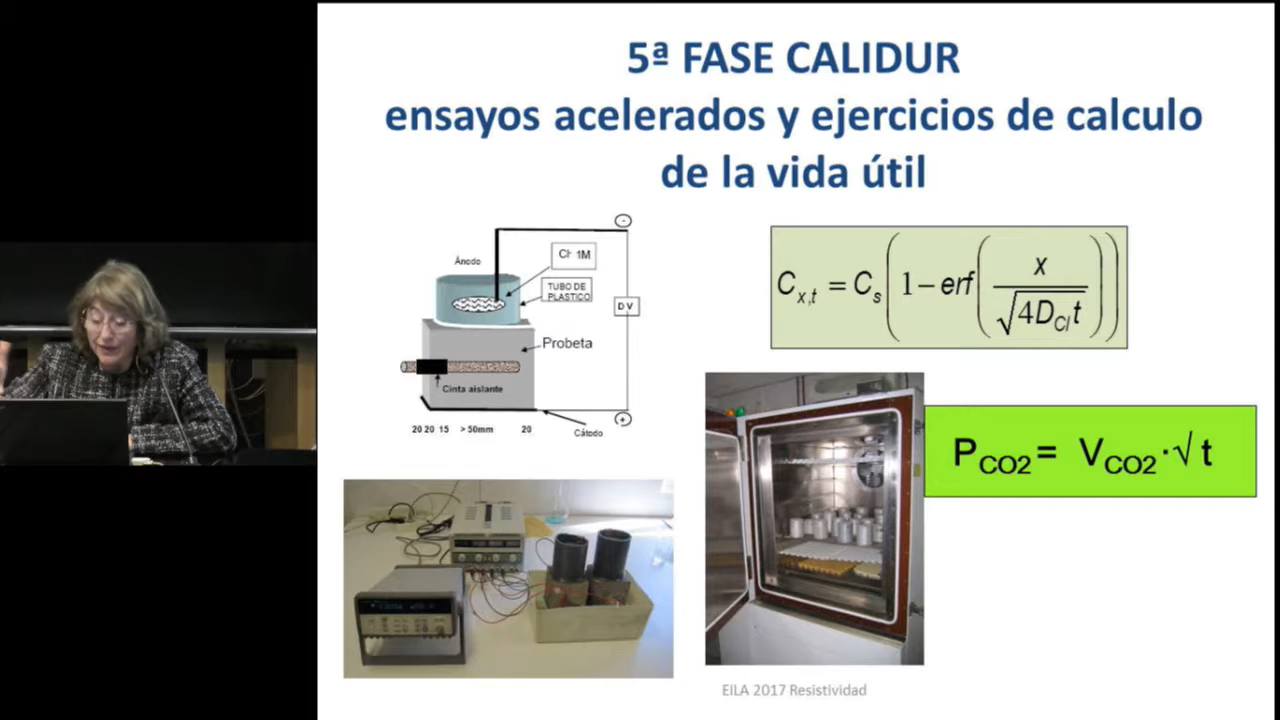 5ª FASE CALIDUR
ensayos acelerados y ejercicios de calculo
de la vida útil
-
Ánodo
Cl- 1M
TUBO DE
PLASTICO
D V
Probeta
Cinta aislante
20 20 15 > 50mm 20
Cátodo
+
C x,t = C s ( 1 – erf ( x / √4D Cl t ) )
P CO2 = V CO2 ·√ t
EILA 2017 Resistividad